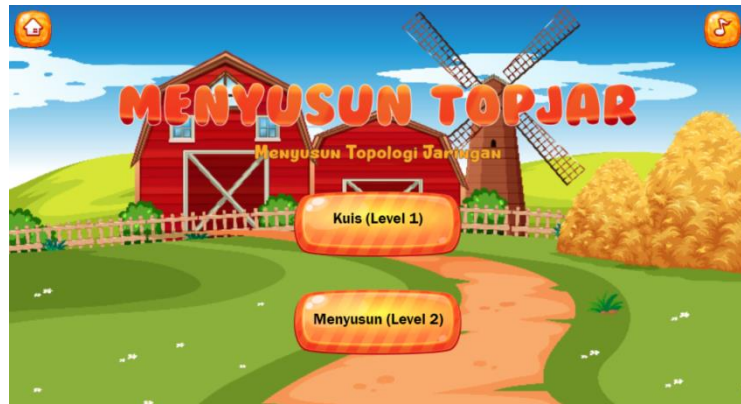 MENYUSUN TOPJAR
Menyusun Topologi Jaringan
Kuis (Level 1)
Menyusun (Level 2)